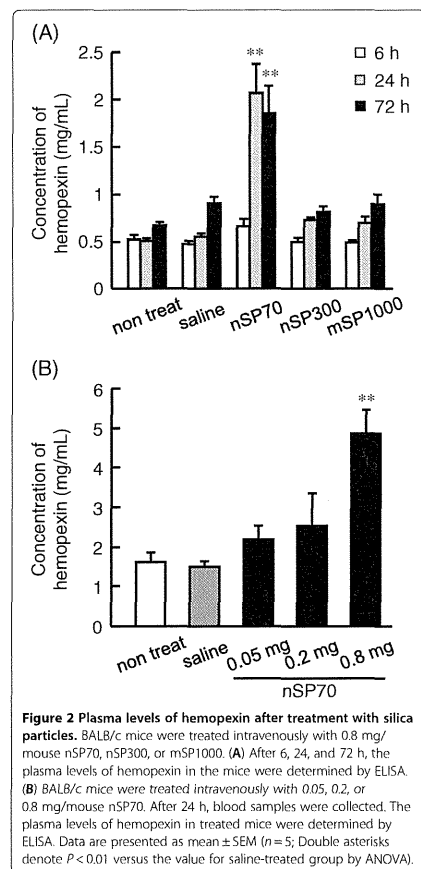 (A)
2.5
2
1.5
1
0.5
0
Concentration of
hemopexin (mg/mL)
6 h
24 h
72 h
**
**
non treat
saline
nSP70
nSP300
mSP1000
(B)
6
5
4
3
2
1
0
Concentration of
hemopexin (mg/mL)
**
non treat
saline
0.05 mg
0.2 mg
0.8 mg
nSP70
Figure 2 Plasma levels of hemopexin after treatment with silica
particles. BALB/c mice were treated intravenously with 0.8 mg/
mouse nSP70, nSP300, or mSP1000. (A) After 6, 24, and 72 h, the
plasma levels of hemopexin in the mice were determined by ELISA.
(B) BALB/c mice were treated intravenously with 0.05, 0.2, or
0.8 mg/mouse nSP70. After 24 h, blood samples were collected. The
plasma levels of hemopexin in treated mice were determined by
ELISA. Data are presented as mean ± SEM (n = 5; Double asterisks
denote P < 0.01 versus the value for saline-treated group by ANOVA).